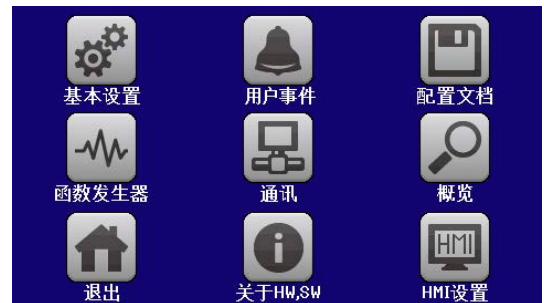 基本设置
用户事件
配置文档
函数发生器
通讯
概览
HMI
退出
关于HW,SW
HMI设置